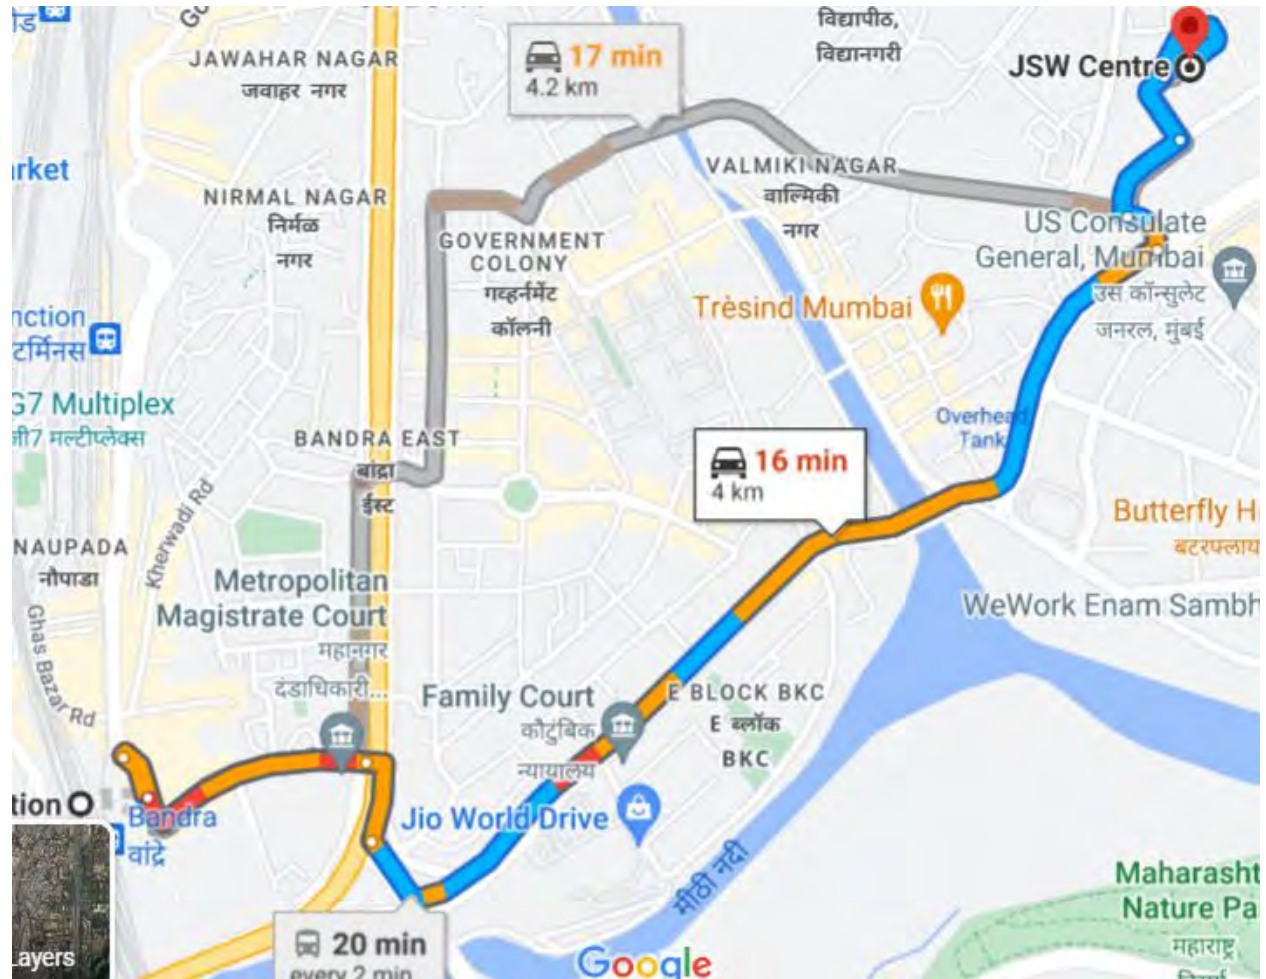 विद्यापीठ,
विद्यानगरी
17 min
4.2 km
JSW Centre
JAWAHAR NAGAR
जवाहर नगर
rket
NIRMAL NAGAR
निर्मळ
नगर
VALMIKI NAGAR
वाल्मिकी
नगर
GOVERNMENT
COLONY
गव्हर्नमेंट
कॉलनी
US Consulate
General, Mumbai
उस कॉन्सुलेट
जनरल, मुंबई
Trèsind Mumbai
nction
टर्मिनस
G7 Multiplex
जी7 मल्टीप्लेक्स
BANDRA EAST
बांद्रा
ईस्ट
Overhead
Tank
16 min
4 km
Butterfly H
बटरफ्लाय
NAUPADA
नौपाडा
Kherwadi Rd
Metropolitan
Magistrate Court
महानगर
दंडाधिकारी...
WeWork Enam Sambh
Ghas Bazar Rd
Family Court
कौटुंबिक
न्यायालय
E BLOCK BKC
E ब्लॉक
BKC
tion
Bandra
वांद्रे
Jio World Drive
मीठी नदी
Maharasht
Nature Pa
महाराष्ट्र
20 min
every 2 min
Layers
Google